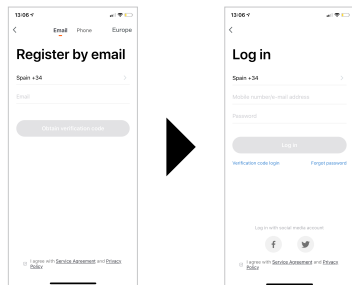 13:06
Email Phone Europe
Register by email
Spain +34
Email
Obtain verification code
I agree with Service Agreement and Privacy
Policy
13:06
Log in
Spain +34
Mobile number/e-mail address
Password
Log in
Verification code login Forget password
Log in with social media account
I agree with Service Agreement and Privacy
Policy